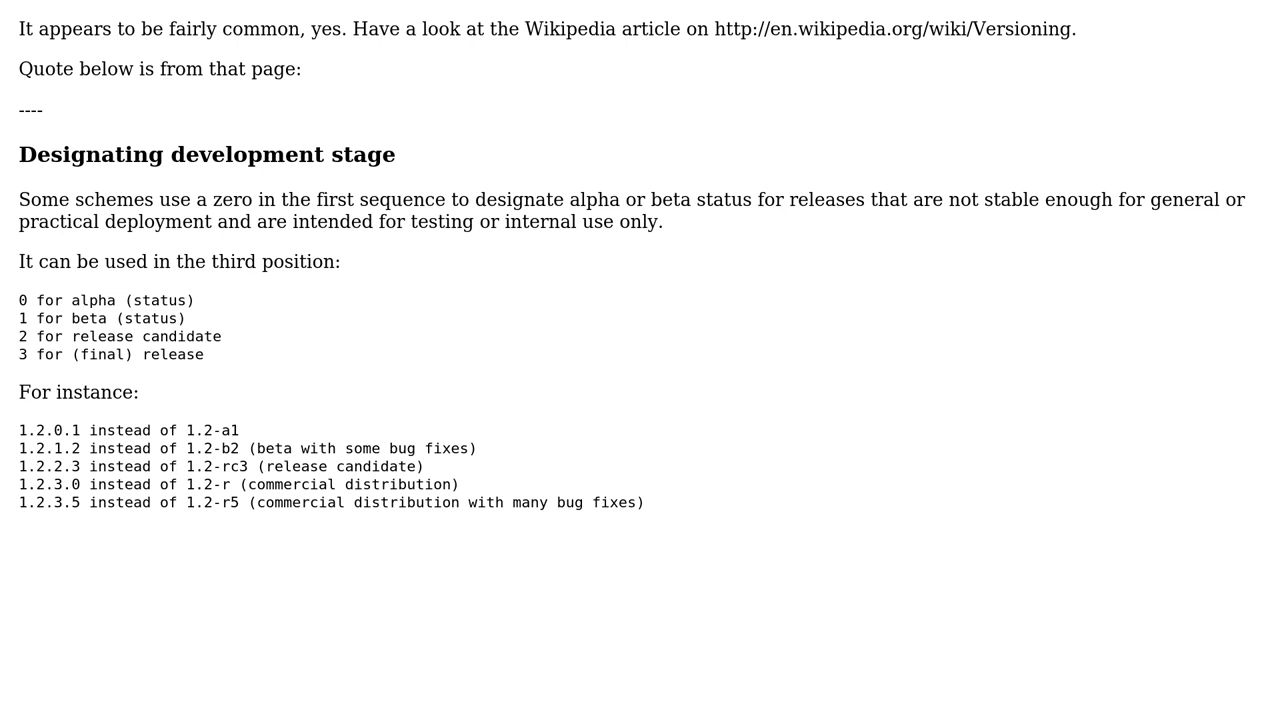 It appears to be fairly common, yes. Have a look at the Wikipedia article on http://en.wikipedia.org/wiki/Versioning.
Quote below is from that page:
----
Designating development stage
Some schemes use a zero in the first sequence to designate alpha or beta status for releases that are not stable enough for general or
practical deployment and are intended for testing or internal use only.
It can be used in the third position:
0 for alpha (status)
1 for beta (status)
2 for release candidate
3 for (final) release
For instance:
1.2.0.1 instead of 1.2-a1
1.2.1.2 instead of 1.2-b2 (beta with some bug fixes)
1.2.2.3 instead of 1.2-rc3 (release candidate)
1.2.3.0 instead of 1.2-r (commercial distribution)
1.2.3.5 instead of 1.2-r5 (commercial distribution with many bug fixes)